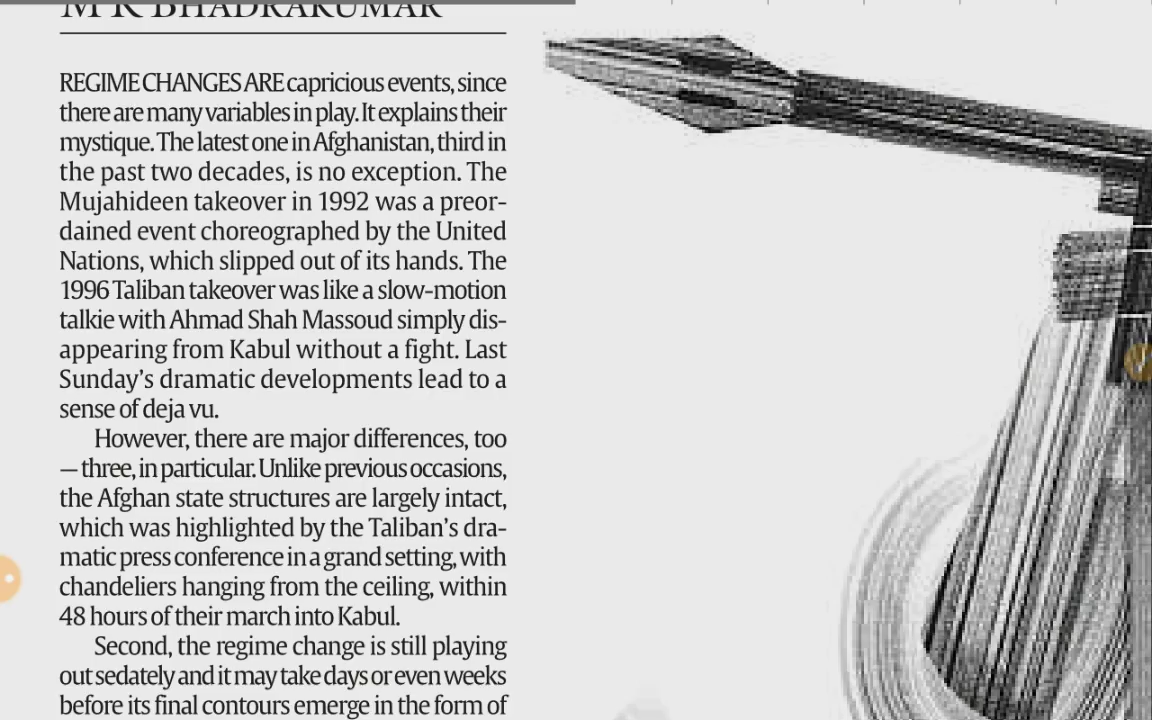 M K BHADRAKUMAR
REGIME CHANGES ARE capricious events, since
there are many variables in play. It explains their
mystique. The latest one in Afghanistan, third in
the past two decades, is no exception. The
Mujahideen takeover in 1992 was a preor-
dained event choreographed by the United
Nations, which slipped out of its hands. The
1996 Taliban takeover was like a slow-motion
talkie with Ahmad Shah Massoud simply dis-
appearing from Kabul without a fight. Last
Sunday's dramatic developments lead to a
sense of deja vu.
However, there are major differences, too
— three, in particular. Unlike previous occasions,
the Afghan state structures are largely intact,
which was highlighted by the Taliban's dra-
matic press conference in a grand setting, with
chandeliers hanging from the ceiling, within
48 hours of their march into Kabul.
Second, the regime change is still playing
out sedately and it may take days or even weeks
before its final contours emerge in the form of